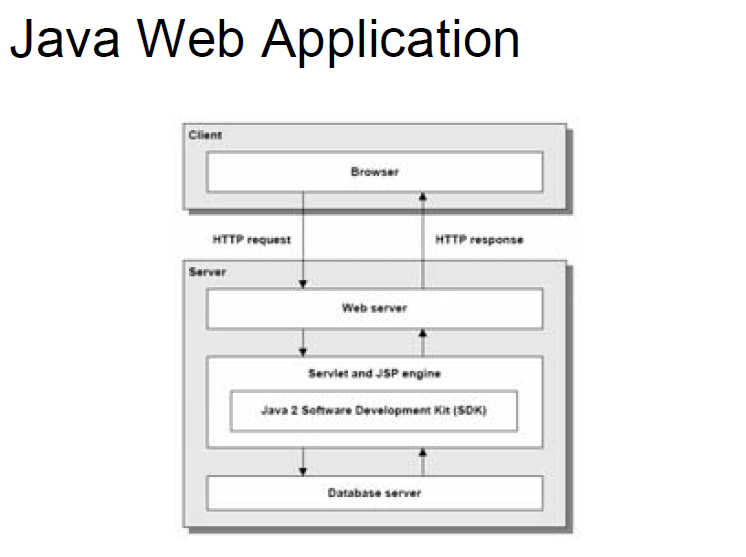 Java Web Application
Client
Browser
HTTP request
HTTP response
Server
Web server
Servlet and JSP engine
Java 2 Software Development Kit (SDK)
Database server